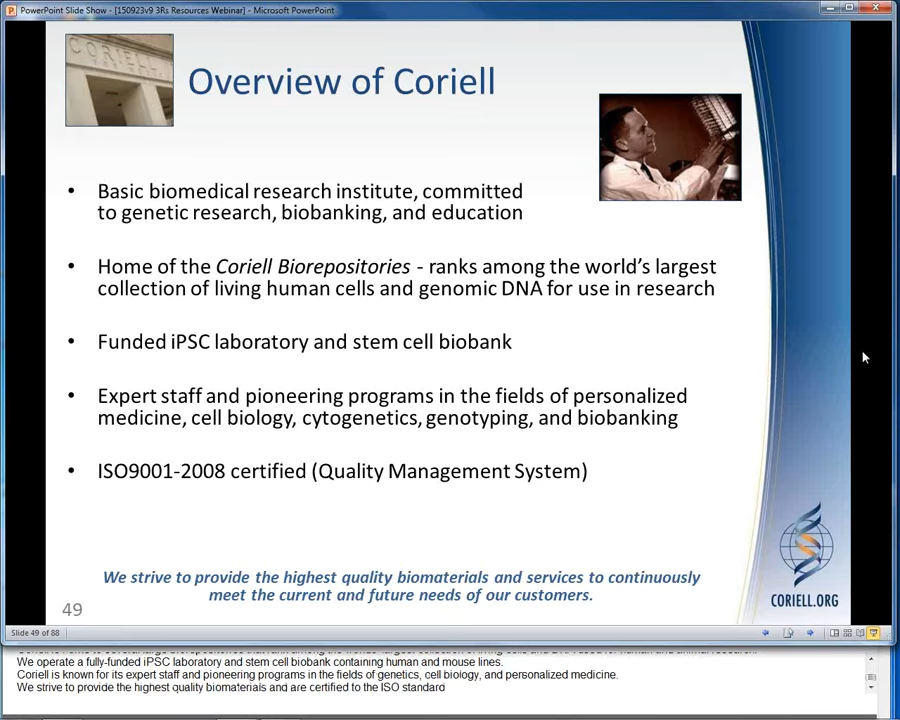 PowerPoint Slide Show - [150923v9 3Rs Resources Webinar] - Microsoft PowerPoint
CORIELL
Overview of Coriell
• Basic biomedical research institute, committed
to genetic research, biobanking, and education
• Home of the Coriell Biorepositories - ranks among the world’s largest
collection of living human cells and genomic DNA for use in research
• Funded iPSC laboratory and stem cell biobank
• Expert staff and pioneering programs in the fields of personalized
medicine, cell biology, cytogenetics, genotyping, and biobanking
• ISO9001-2008 certified (Quality Management System)
We strive to provide the highest quality biomaterials and services to continuously
meet the current and future needs of our customers.
49
CORIELL.ORG
Slide 49 of 88
We operate a fully-funded iPSC laboratory and stem cell biobank containing human and mouse lines.
Coriell is known for its expert staff and pioneering programs in the fields of genetics, cell biology, and personalized medicine.
We strive to provide the highest quality biomaterials and are certified to the ISO standard